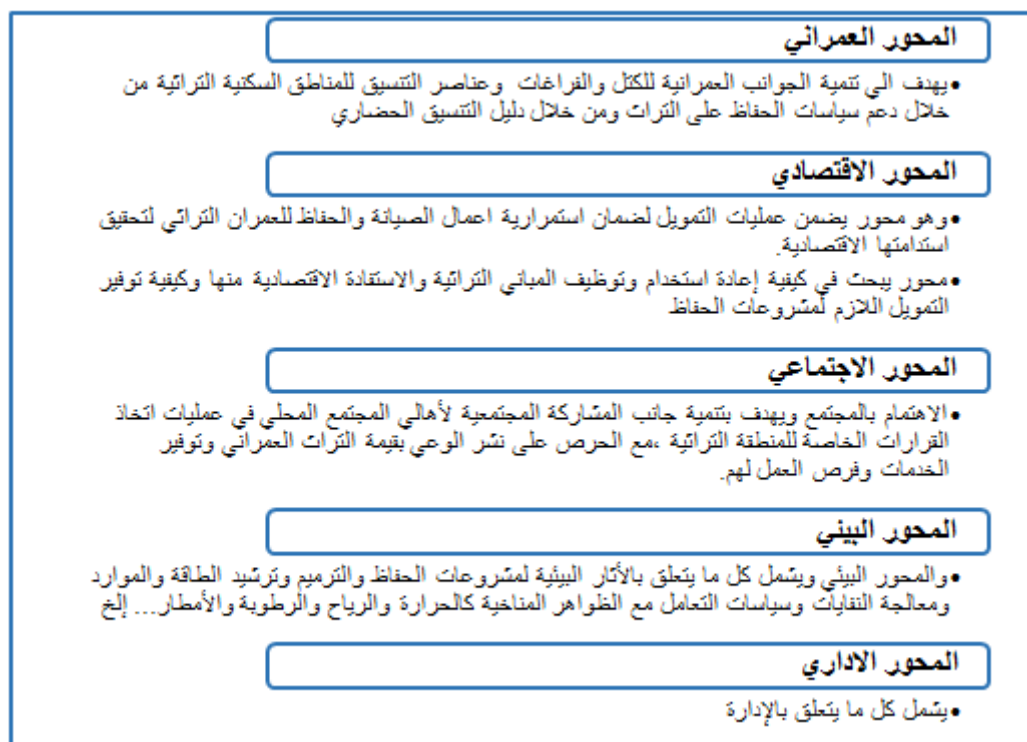 المحور العمراني
•يهدف الي تنمية الجوانب العمرانية للكتل والفراغات وعناصر التنسيق للمناطق السكنية التراثية من
خلال دعم سياسات الحفاظ على التراث ومن خلال دليل التنسيق الحضاري
المحور الاقتصادي
•وهو محور يضمن عمليات التمويل لضمان استمرارية اعمال الصيانة والحفاظ للعمران التراثي لتحقيق
استدامتها الاقتصادية.
•محور يبحث في كيفية إعادة استخدام وتوظيف المباني التراثية والاستفادة الاقتصادية منها وكيفية توفير
التمويل اللازم لمشروعات الحفاظ
المحور الاجتماعي
•الاهتمام بالمجتمع ويهدف بتنمية جانب المشاركة المجتمعية لأهالي المجتمع المحلي في عمليات اتخاذ
القرارات الخاصة للمنطقة التراثية ،مع الحرص على نشر الوعي بقيمة التراث العمراني وتوفير
الخدمات وفرص العمل لهم.
المحور البيئي
•والمحور البيئي ويشمل كل ما يتعلق بالأثار البيئية لمشروعات الحفاظ والترميم وترشيد الطاقة والموارد
ومعالجة النفايات وسياسات التعامل مع الظواهر المناخية كالحرارة والرياح والرطوبة والأمطار... إلخ
المحور الاداري
•يشمل كل ما يتعلق بالإدارة